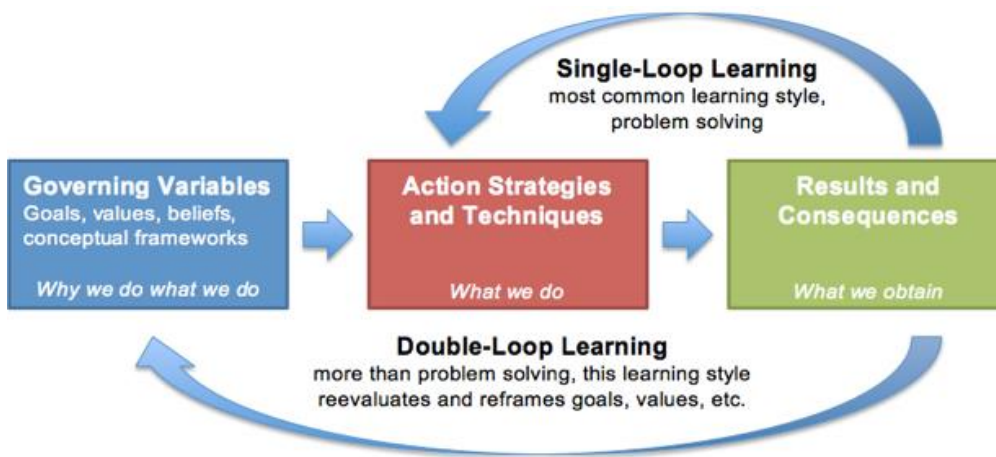 Single-Loop Learning
most common learning style,
problem solving
Governing Variables
Goals, values, beliefs,
conceptual frameworks
Why we do what we do
Action Strategies
and Techniques
What we do
Results and
Consequences
What we obtain
Double-Loop Learning
more than problem solving, this learning style
reevaluates and reframes goals, values, etc.